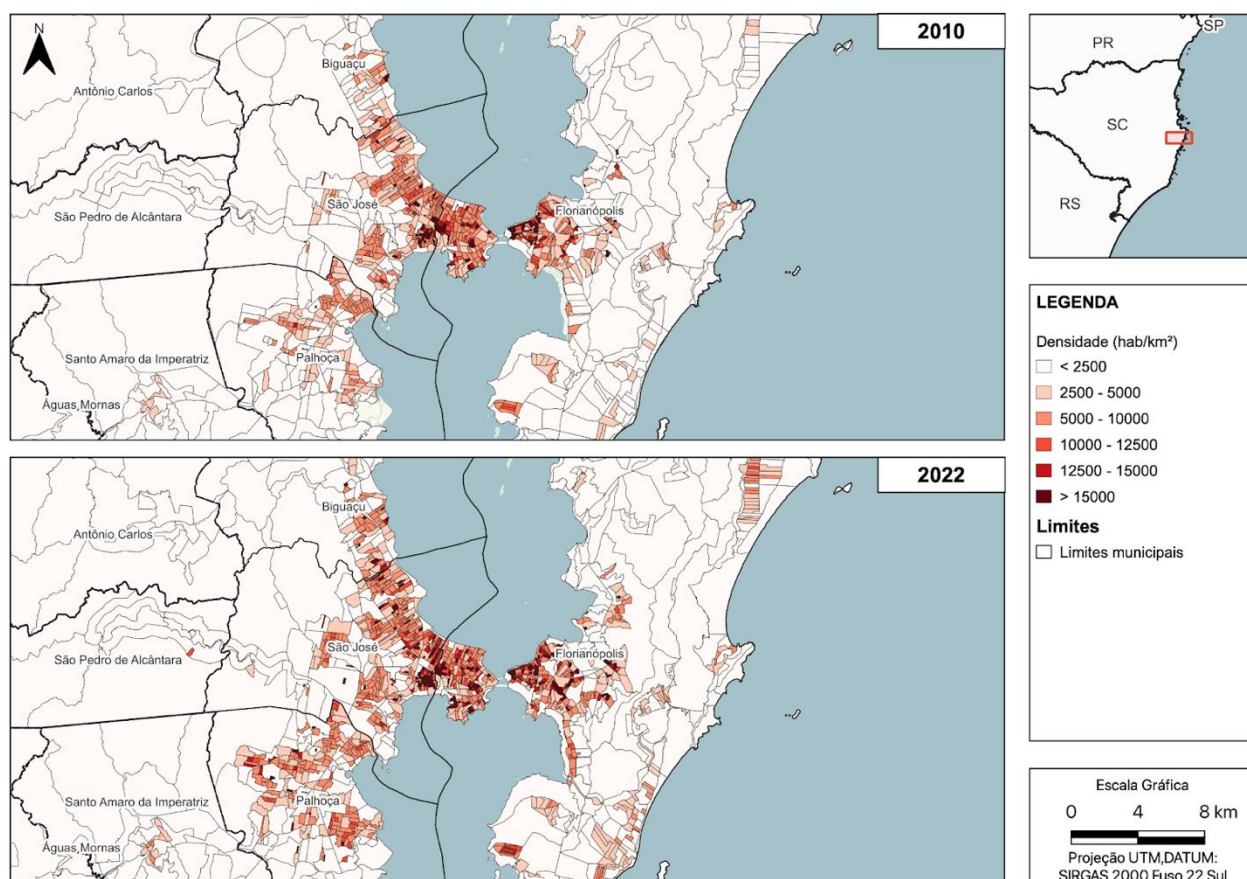 N
2010
Biguaçu
Antônio Carlos
São José
São Pedro de Alcântara
Florianópolis
Santo Amaro da Imperatriz
Palhoça
Águas Mornas
2022
Biguaçu
Antônio Carlos
São José
São Pedro de Alcântara
Florianópolis
Santo Amaro da Imperatriz
Palhoça
Águas Mornas
SP
PR
SC
RS
LEGENDA
Densidade (hab/km²)
< 2500
2500 - 5000
5000 - 10000
10000 - 12500
12500 - 15000
> 15000
Limites
Limites municipais
Escala Gráfica
0 4 8 km
Projeção UTM,DATUM:
SIRGAS 2000 Fuso 22 Sul